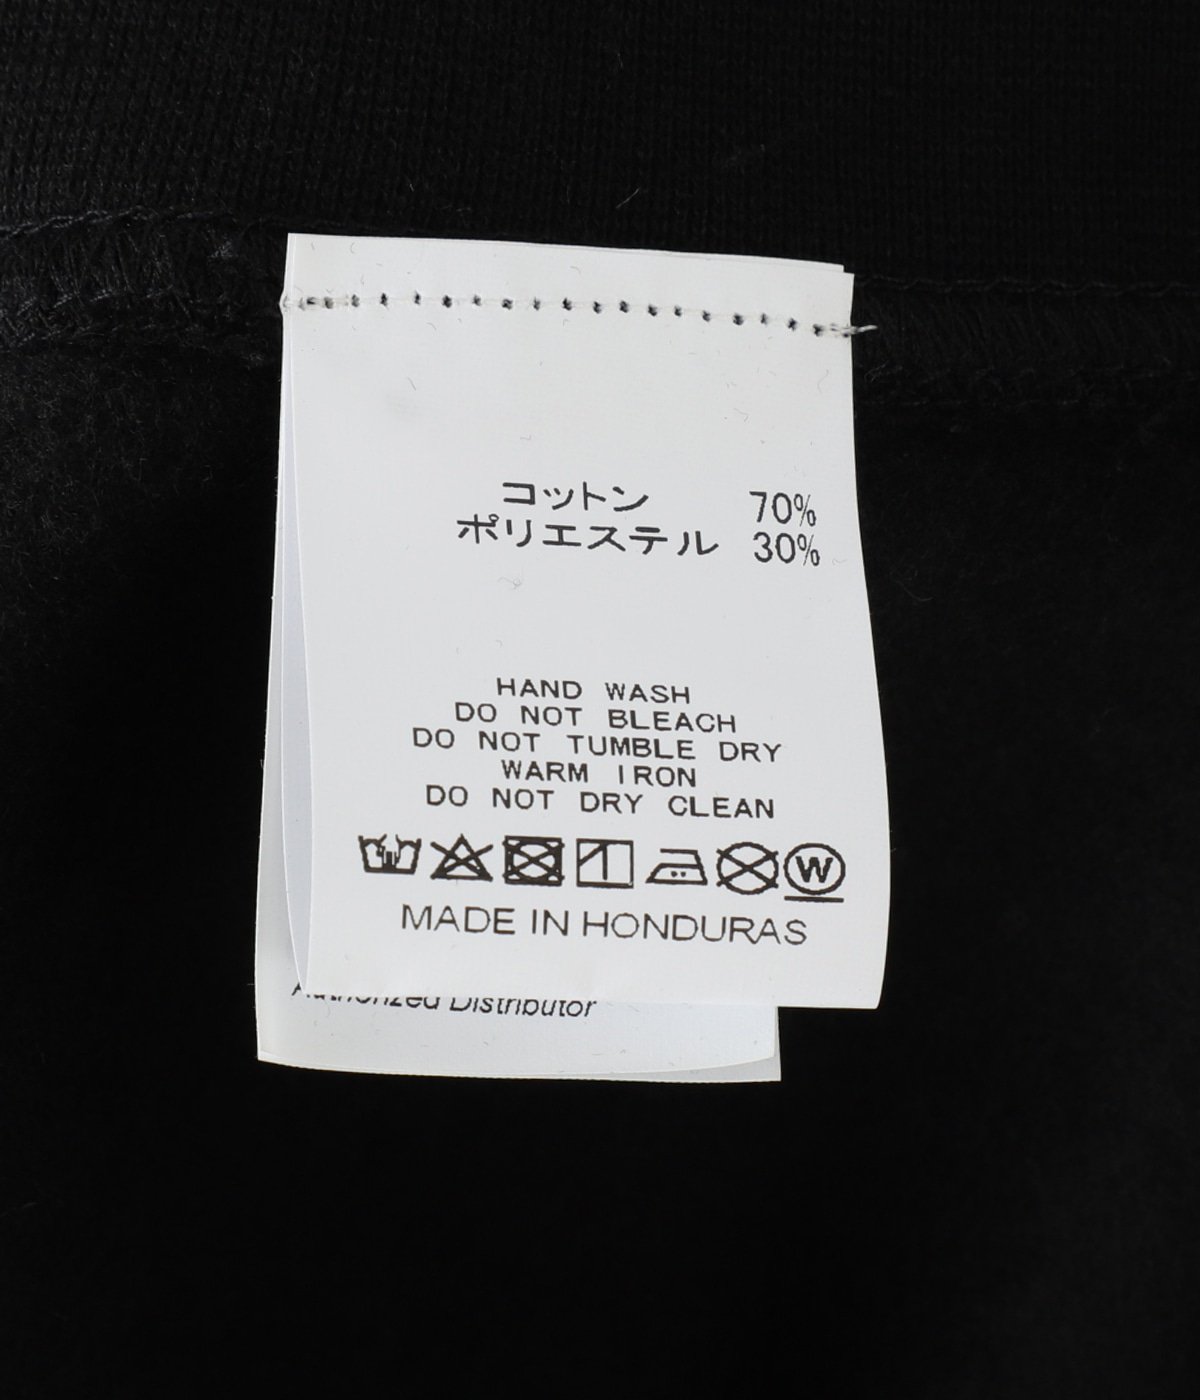 コットン 70%
ポリエステル 30%
HAND WASH
DO NOT BLEACH
DO NOT TUMBLE DRY
WARM IRON
DO NOT DRY CLEAN
W
MADE IN HONDURAS
Authorized Distributor